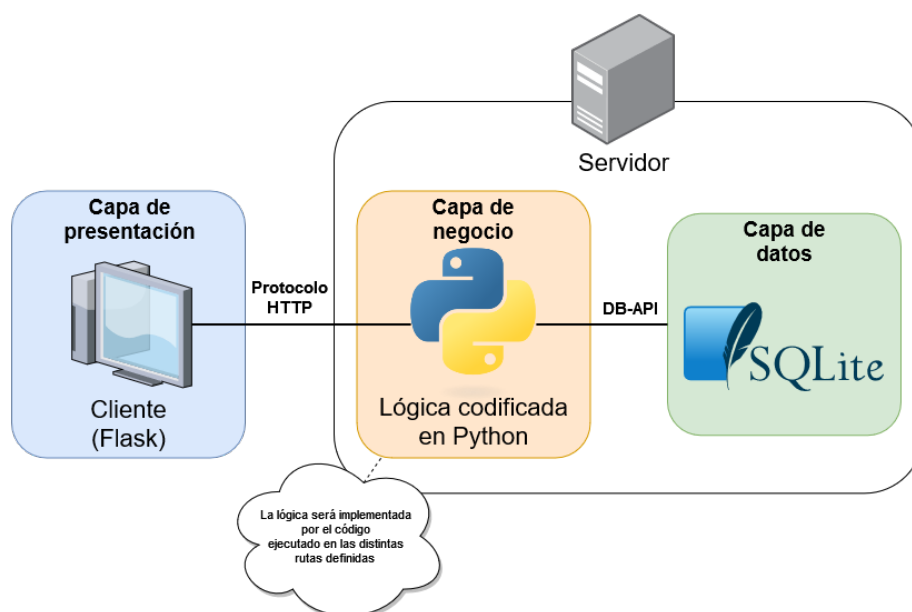 Servidor
Capa de
presentación
Capa de
negocio
Capa de
datos
Protocolo
HTTP
DB-API
SQLite
Cliente
(Flask)
Lógica codificada
en Python
La lógica será implementada
por el código
ejecutado en las distintas
rutas definidas